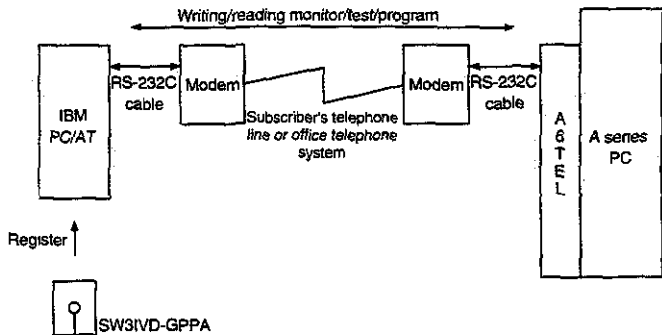 Writing/reading monitor/test/program
IBM
PC/AT
RS-232C
cable
Modem
Subscriber's telephone
line or office telephone
system
Modem
RS-232C
cable
A
6
T
E
L
A series
PC
Register
SW3IVD-GPPA